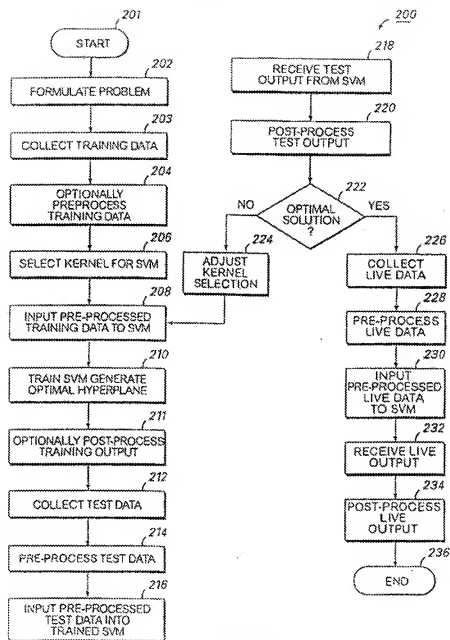 201
START
202
FORMULATE PROBLEM
203
COLLECT TRAINING DATA
204
OPTIONALLY
PREPROCESS
TRAINING DATA
206
SELECT KERNEL FOR SVM
208
INPUT PRE-PROCESSED
TRAINING DATA TO SVM
210
TRAIN SVM GENERATE
OPTIMAL HYPERPLANE
211
OPTIONALLY POST-PROCESS
TRAINING OUTPUT
212
COLLECT TEST DATA
214
PRE-PROCESS TEST DATA
216
INPUT PRE-PROCESSED
TEST DATA INTO
TRAINED SVM
200
218
RECEIVE TEST
OUTPUT FROM SVM
220
POST-PROCESS
TEST OUTPUT
222
OPTIMAL
SOLUTION
?
NO
YES
224
ADJUST
KERNEL
SELECTION
226
COLLECT
LIVE DATA
228
PRE-PROCESS
LIVE DATA
230
INPUT
PRE-PROCESSED
LIVE DATA
TO SVM
232
RECEIVE LIVE
OUTPUT
234
POST-PROCESS
LIVE
OUTPUT
236
END